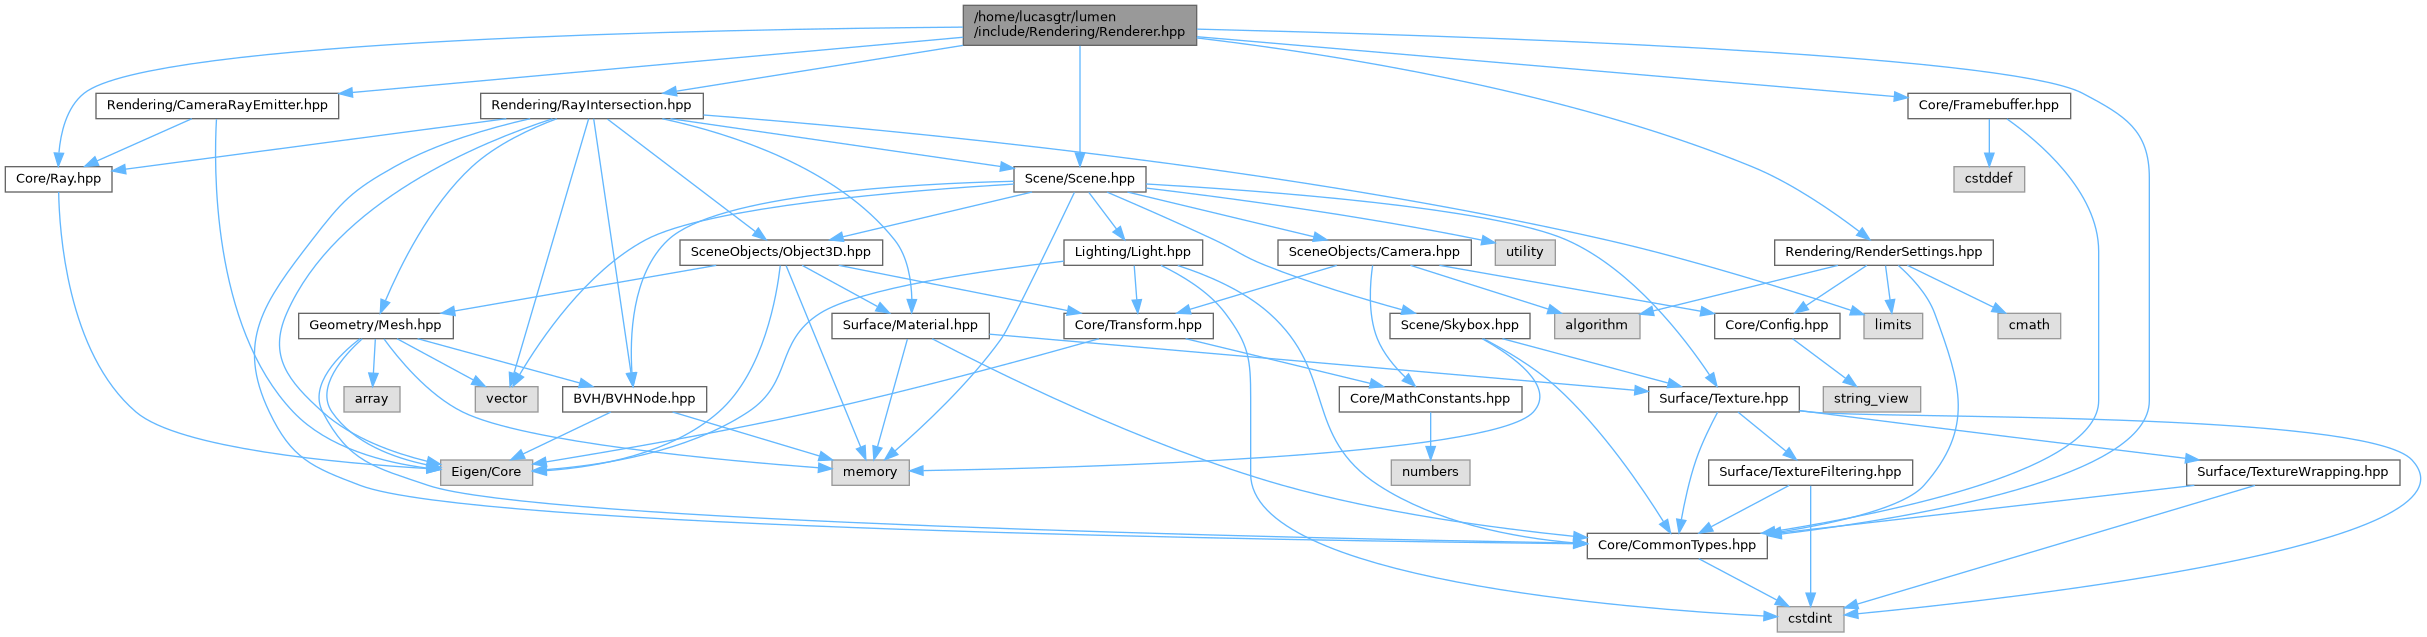 /home/lucasgtr/lumen
/include/Rendering/Renderer.hpp
Rendering/CameraRayEmitter.hpp
Rendering/RayIntersection.hpp
Core/Framebuffer.hpp
Core/Ray.hpp
Scene/Scene.hpp
cstddef
SceneObjects/Object3D.hpp
Lighting/Light.hpp
SceneObjects/Camera.hpp
utility
Rendering/RenderSettings.hpp
Geometry/Mesh.hpp
Surface/Material.hpp
Core/Transform.hpp
Scene/Skybox.hpp
algorithm
Core/Config.hpp
limits
cmath
array
vector
BVH/BVHNode.hpp
Core/MathConstants.hpp
Surface/Texture.hpp
string_view
Eigen/Core
memory
numbers
Surface/TextureFiltering.hpp
Surface/TextureWrapping.hpp
Core/CommonTypes.hpp
cstdint